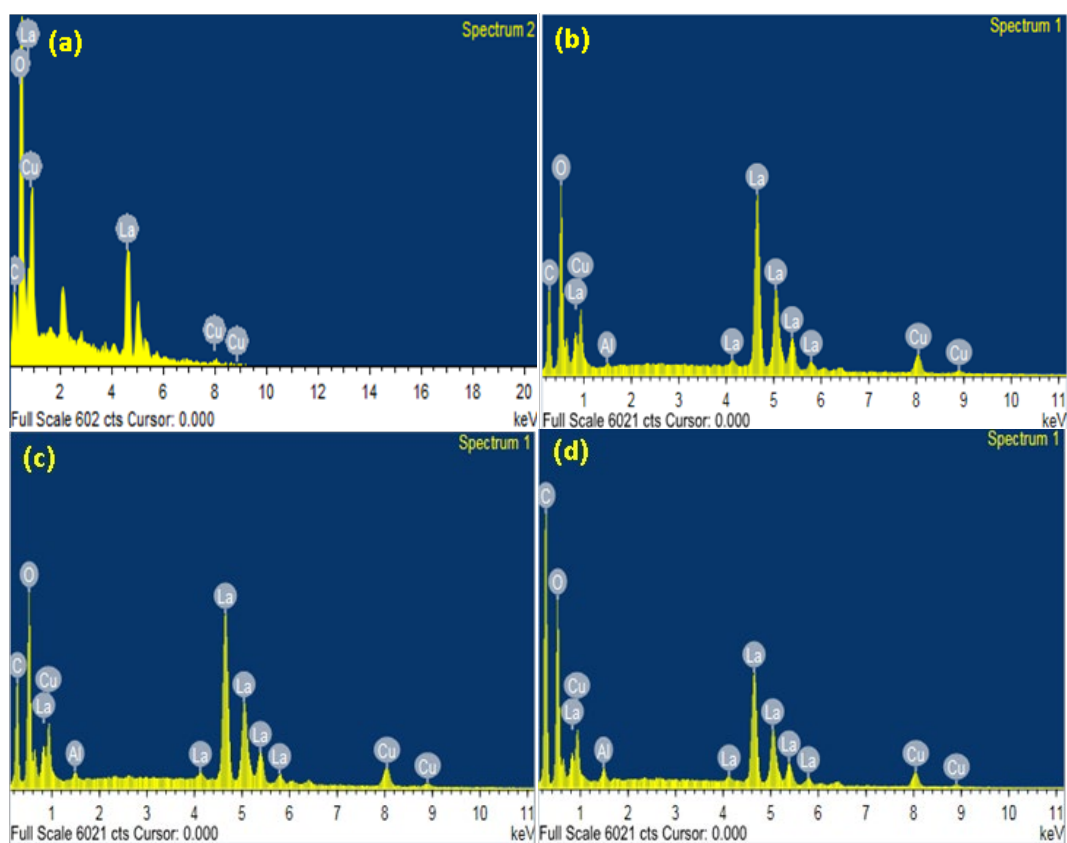 (a)
Spectrum 2
La
O
Cu
C
La
Cu
Cu
2 4 6 8 10 12 14 16 18 20
Full Scale 602 cts Cursor: 0.000
keV
(b)
Spectrum 1
O
La
C
Cu
La
La
Al
La
La
La
Cu
Cu
1 2 3 4 5 6 7 8 9 10 11
Full Scale 6021 cts Cursor: 0.000
keV
(c)
Spectrum 1
O
La
C
Cu
La
La
Al
La
La
La
Cu
Cu
1 2 3 4 5 6 7 8 9 10 11
Full Scale 6021 cts Cursor: 0.000
keV
(d)
Spectrum 1
C
O
La
Cu
La
La
Al
La
La
La
Cu
Cu
1 2 3 4 5 6 7 8 9 10 11
Full Scale 6021 cts Cursor: 0.000
keV